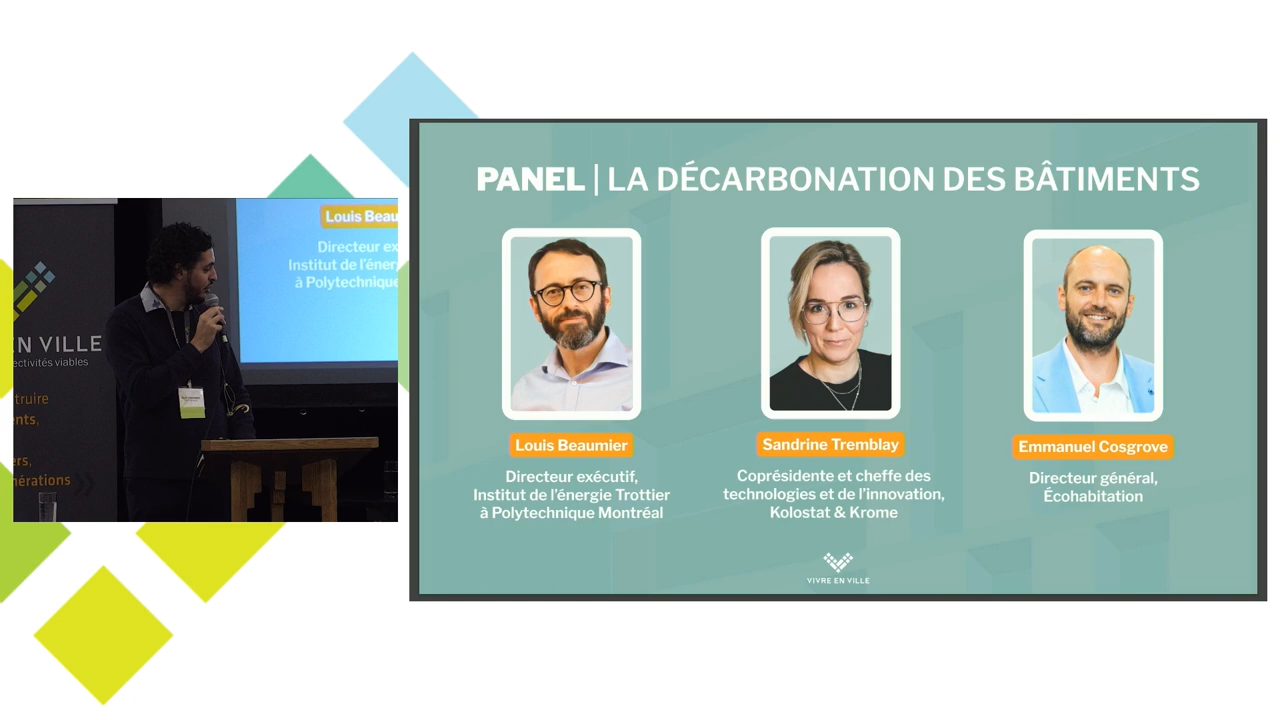 PANEL | LA DÉCARBONATION DES BÂTIMENTS
Louis Beaumier
Directeur exécutif,
Institut de l'énergie Trottier
à Polytechnique Montréal
Sandrine Tremblay
Coprésidente et cheffe des
technologies et de l'innovation,
Kolostat & Krome
Emmanuel Cosgrove
Directeur général,
Écohabitation
VIVRE EN VILLE
Louis Beau
Directeur ex
Institut de l'éner
à Polytechnique
EN VILLE
ectivités viables
truire
ents,
ers,
nérations